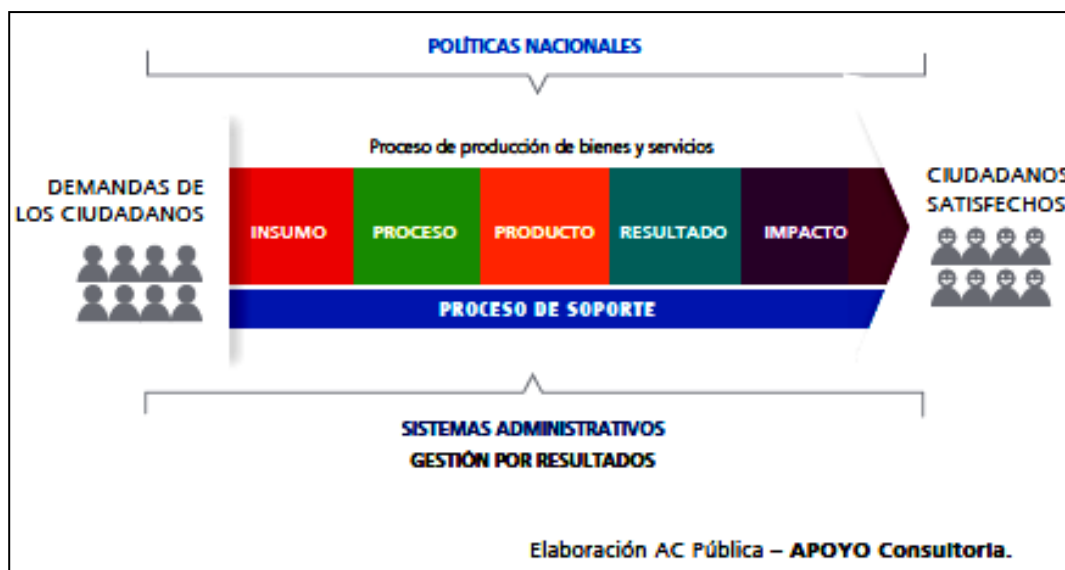 POLÍTICAS NACIONALES
Proceso de producción de bienes y servicios
DEMANDAS DE
LOS CIUDADANOS
INSUMO
PROCESO
PRODUCTO
RESULTADO
IMPACTO
PROCESO DE SOPORTE
CIUDADANOS
SATISFECHOS
SISTEMAS ADMINISTRATIVOS
GESTIÓN POR RESULTADOS
Elaboración AC Pública – APOYO Consultoria.